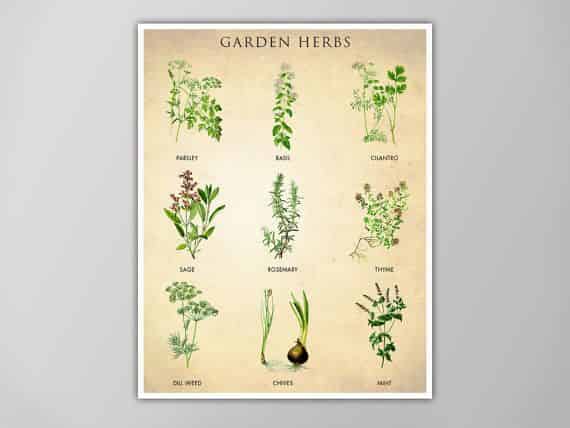 GARDEN HERBS
PARSLEY
BASIL
CILANTRO
SAGE
ROSEMARY
THYME
DILL WEED
CHIVES
MINT